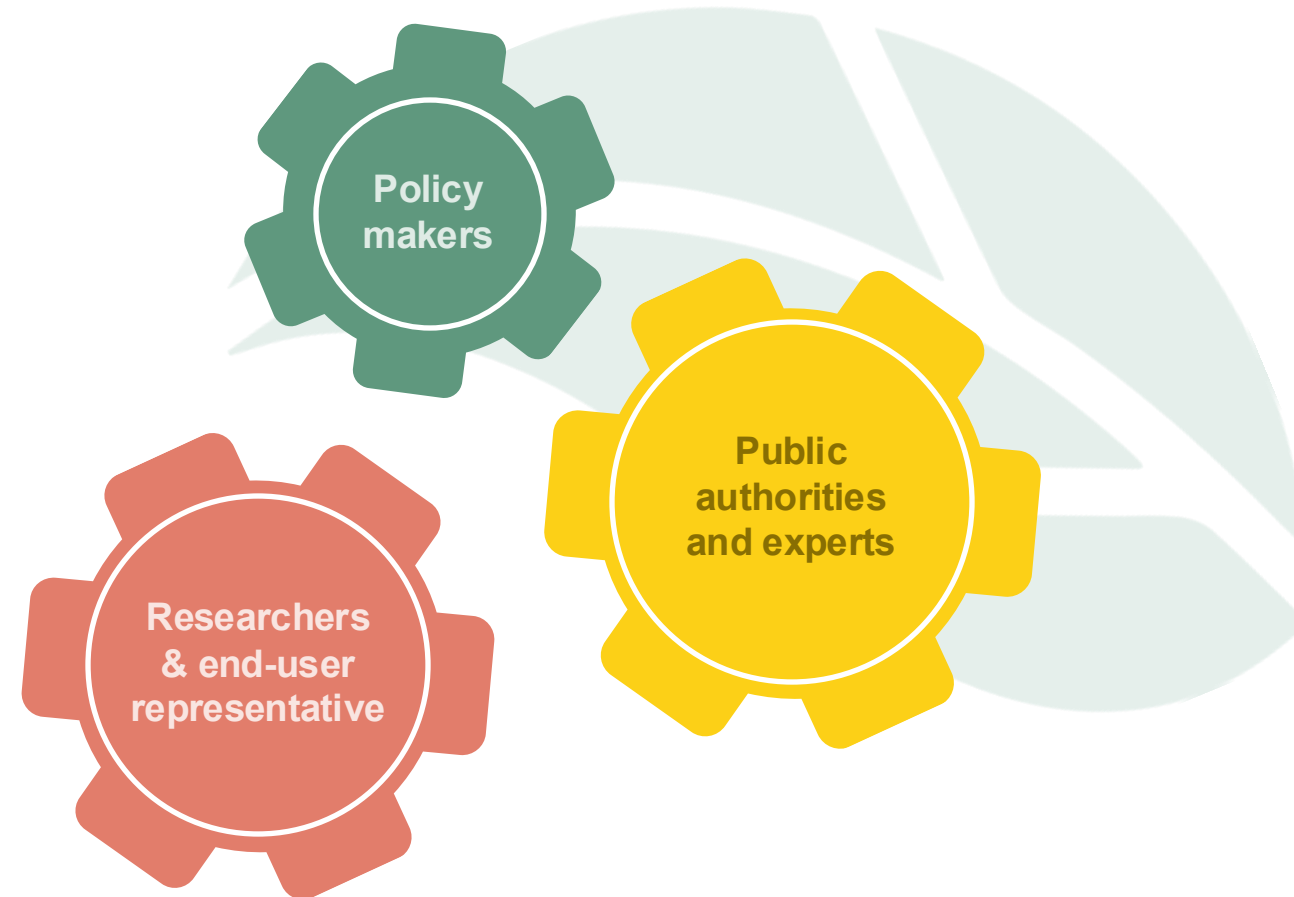 Policy
makers
Public
authorities
and experts
Researchers
& end-user
representative